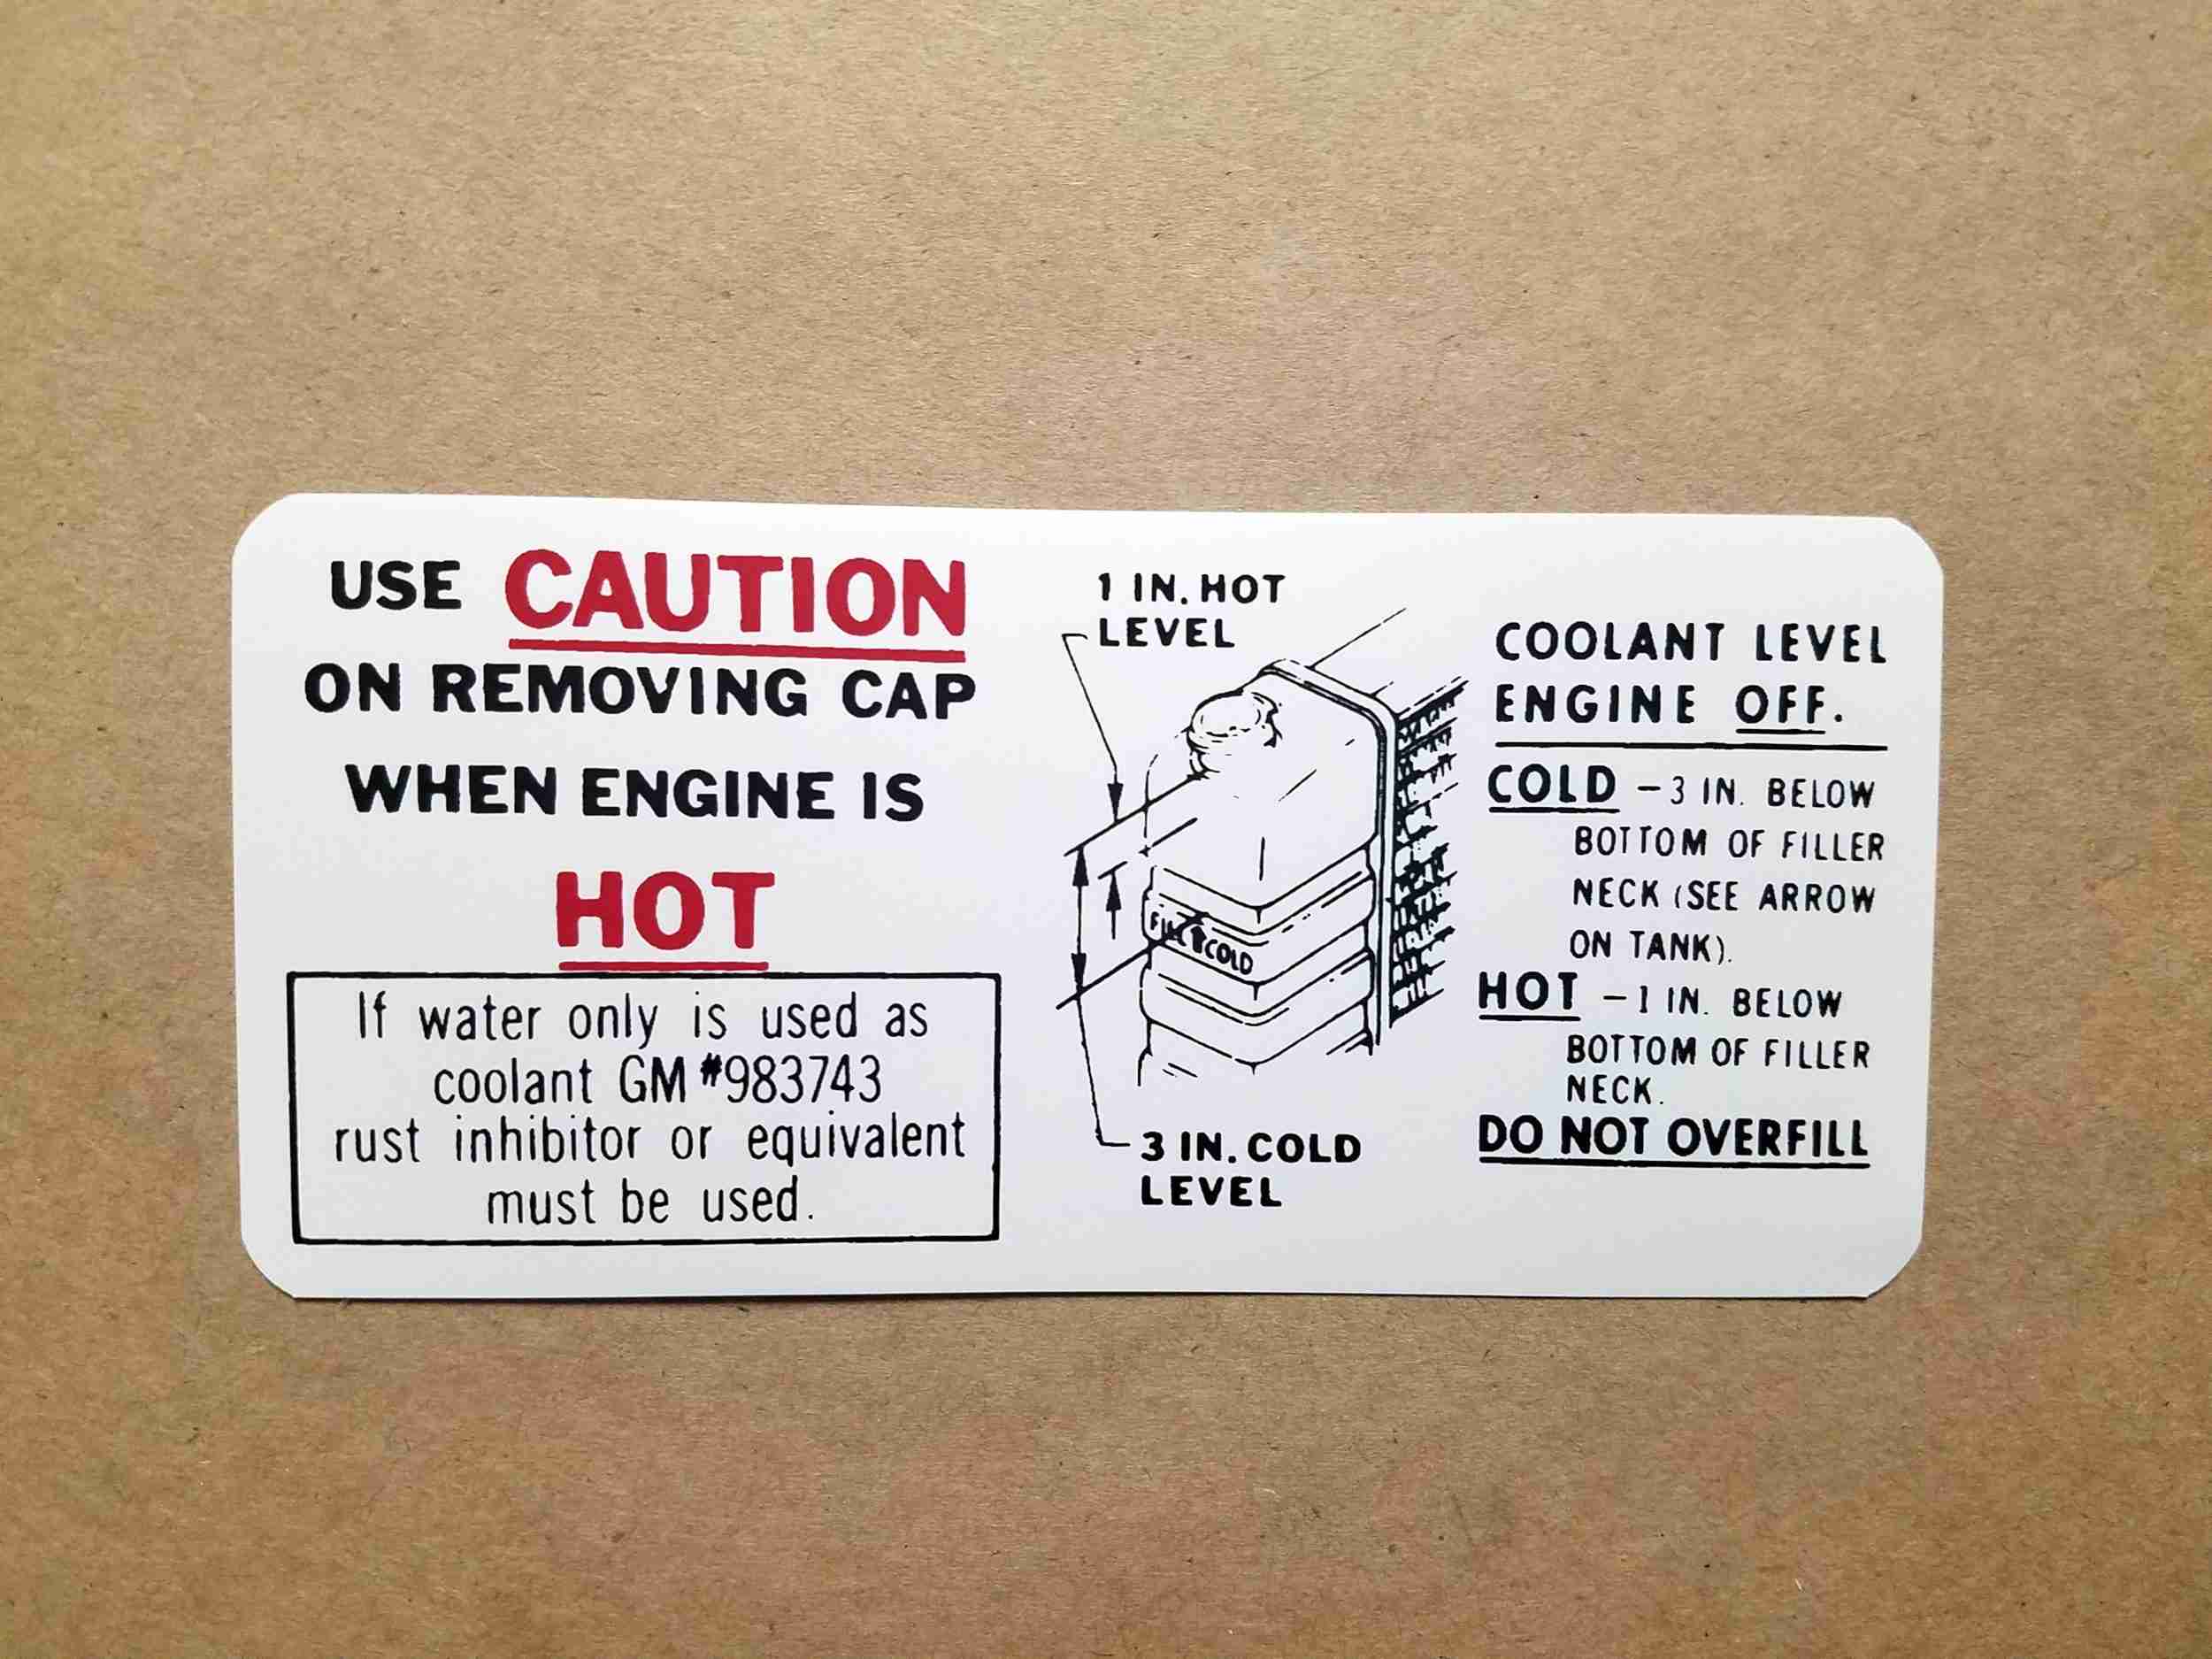 USE CAUTION
ON REMOVING CAP
WHEN ENGINE IS
HOT
If water only is used as
coolant GM #983743
rust inhibitor or equivalent
must be used.
1 IN. HOT
LEVEL
FILL COLD
3 IN. COLD
LEVEL
COOLANT LEVEL
ENGINE OFF.
COLD – 3 IN. BELOW
BOTTOM OF FILLER
NECK (SEE ARROW
ON TANK).
HOT – 1 IN. BELOW
BOTTOM OF FILLER
NECK.
DO NOT OVERFILL